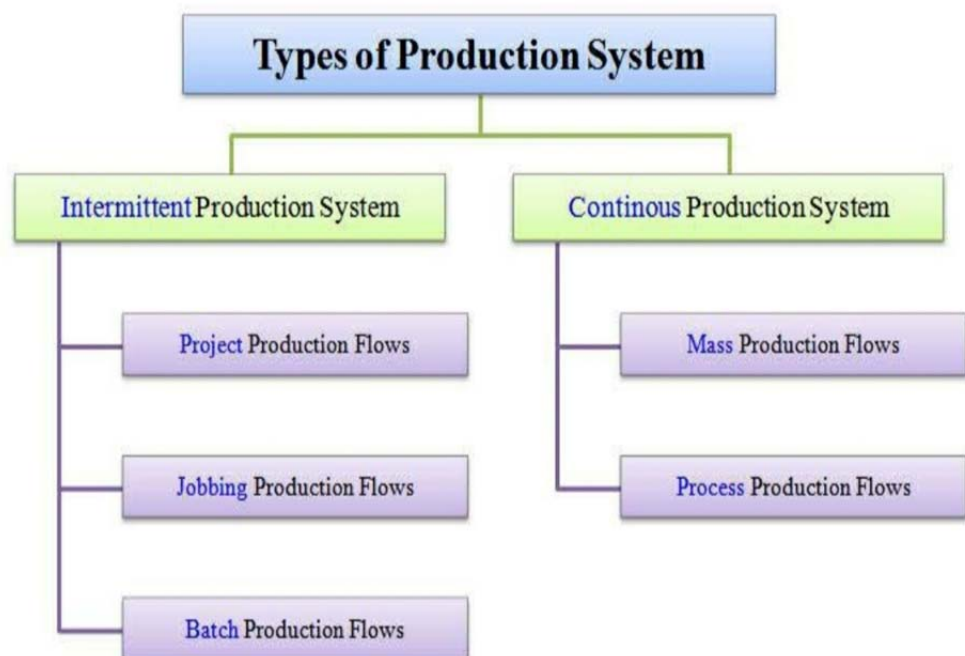 Types of Production System
Intermittent Production System
Continous Production System
Project Production Flows
Mass Production Flows
Jobbing Production Flows
Process Production Flows
Batch Production Flows